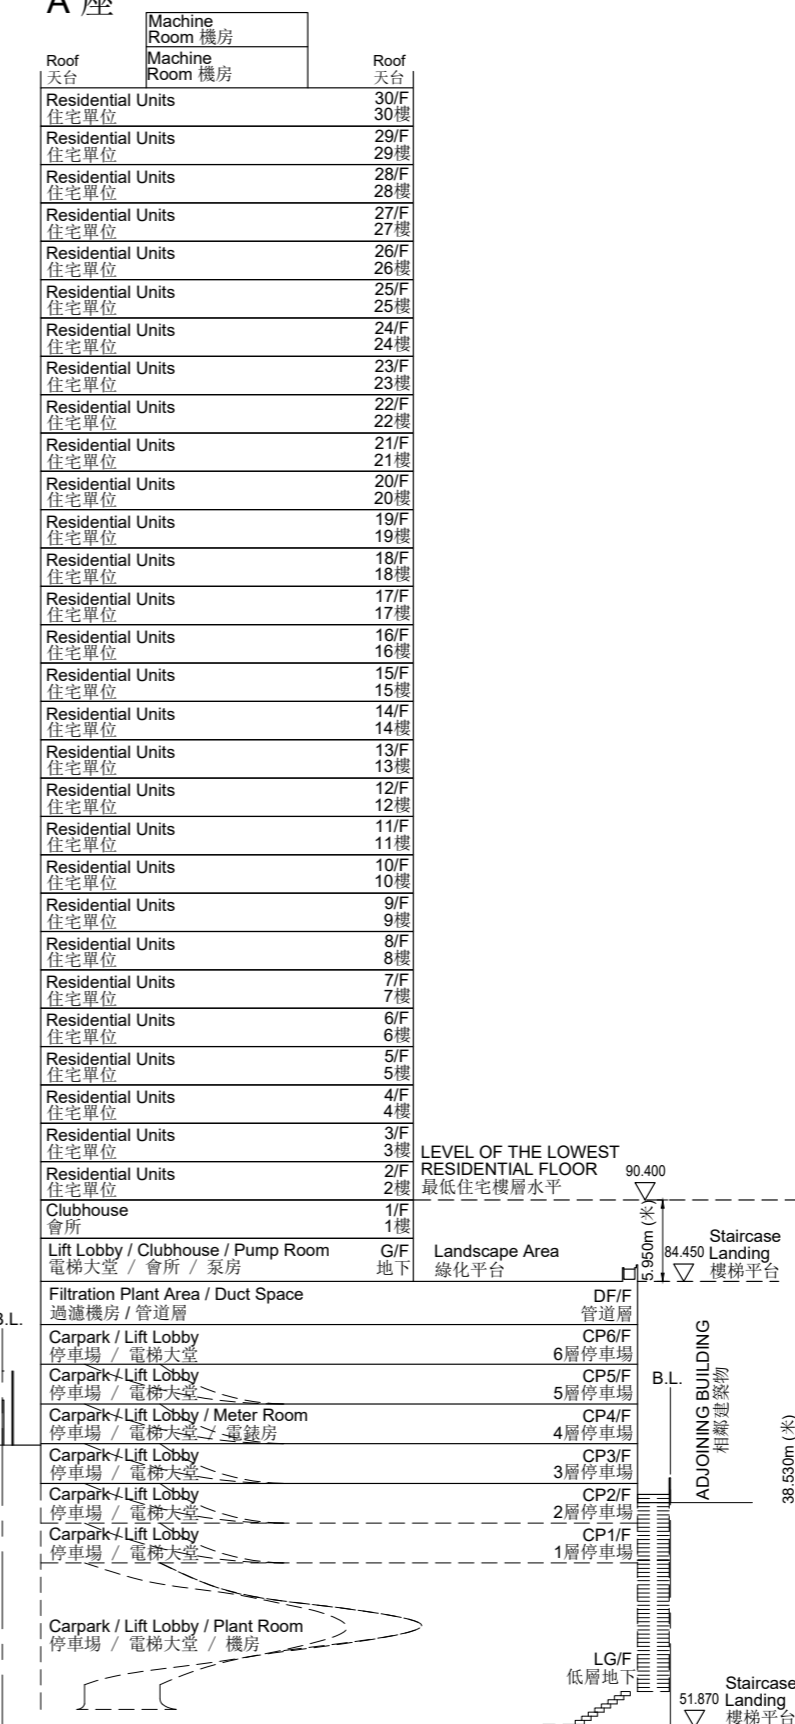 A 座
Machine
Room 機房
Roof
天台
Machine
Room 機房
Roof
天台
Residential Units 30/F
住宅單位 30樓
Residential Units 29/F
住宅單位 29樓
Residential Units 28/F
住宅單位 28樓
Residential Units 27/F
住宅單位 27樓
Residential Units 26/F
住宅單位 26樓
Residential Units 25/F
住宅單位 25樓
Residential Units 24/F
住宅單位 24樓
Residential Units 23/F
住宅單位 23樓
Residential Units 22/F
住宅單位 22樓
Residential Units 21/F
住宅單位 21樓
Residential Units 20/F
住宅單位 20樓
Residential Units 19/F
住宅單位 19樓
Residential Units 18/F
住宅單位 18樓
Residential Units 17/F
住宅單位 17樓
Residential Units 16/F
住宅單位 16樓
Residential Units 15/F
住宅單位 15樓
Residential Units 14/F
住宅單位 14樓
Residential Units 13/F
住宅單位 13樓
Residential Units 12/F
住宅單位 12樓
Residential Units 11/F
住宅單位 11樓
Residential Units 10/F
住宅單位 10樓
Residential Units 9/F
住宅單位 9樓
Residential Units 8/F
住宅單位 8樓
Residential Units 7/F
住宅單位 7樓
Residential Units 6/F
住宅單位 6樓
Residential Units 5/F
住宅單位 5樓
Residential Units 4/F
住宅單位 4樓
Residential Units 3/F
住宅單位 3樓
Residential Units 2/F
住宅單位 2樓
LEVEL OF THE LOWEST
RESIDENTIAL FLOOR 90.400
最低住宅樓層水平
Clubhouse 1/F
會所 1樓
5.950m (米)
Lift Lobby / Clubhouse / Pump Room G/F
電梯大堂 / 會所 / 泵房 地下
Landscape Area
綠化平台
84.450
Staircase
Landing
樓梯平台
Filtration Plant Area / Duct Space DF/F
過濾機房 / 管道層 管道層
B.L.
Carpark / Lift Lobby CP6/F
停車場 / 電梯大堂 6層停車場
Carpark / Lift Lobby CP5/F
停車場 / 電梯大堂 5層停車場
B.L.
ADJOINING BUILDING
相鄰建築物
38.530m (米)
Carpark / Lift Lobby / Meter Room CP4/F
停車場 / 電梯大堂 / 電錶房 4層停車場
Carpark / Lift Lobby CP3/F
停車場 / 電梯大堂 3層停車場
Carpark / Lift Lobby CP2/F
停車場 / 電梯大堂 2層停車場
Carpark / Lift Lobby CP1/F
停車場 / 電梯大堂 1層停車場
Carpark / Lift Lobby / Plant Room
停車場 / 電梯大堂 / 機房
LG/F
低層地下
51.870
Staircase
Landing
樓梯平台